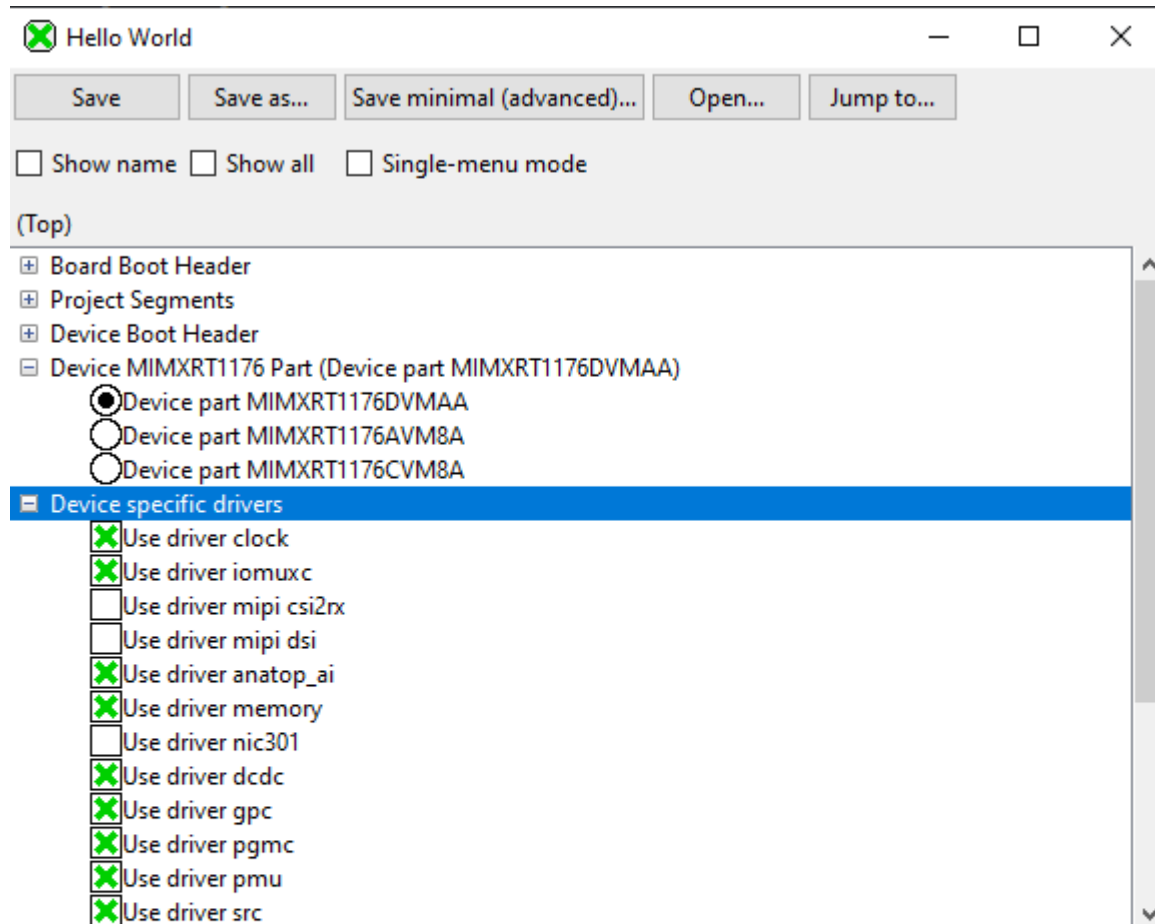 Hello World
Save Save as... Save minimal (advanced)... Open... Jump to...
Show name Show all Single-menu mode
(Top)
Board Boot Header
Project Segments
Device Boot Header
Device MIMXRT1176 Part (Device part MIMXRT1176DVMAA)
Device part MIMXRT1176DVMAA
Device part MIMXRT1176AVM8A
Device part MIMXRT1176CVM8A
Device specific drivers
Use driver clock
Use driver iomuxc
Use driver mipi csi2rx
Use driver mipi dsi
Use driver anatop_ai
Use driver memory
Use driver nic301
Use driver dcdc
Use driver gpc
Use driver pgmc
Use driver pmu
Use driver src